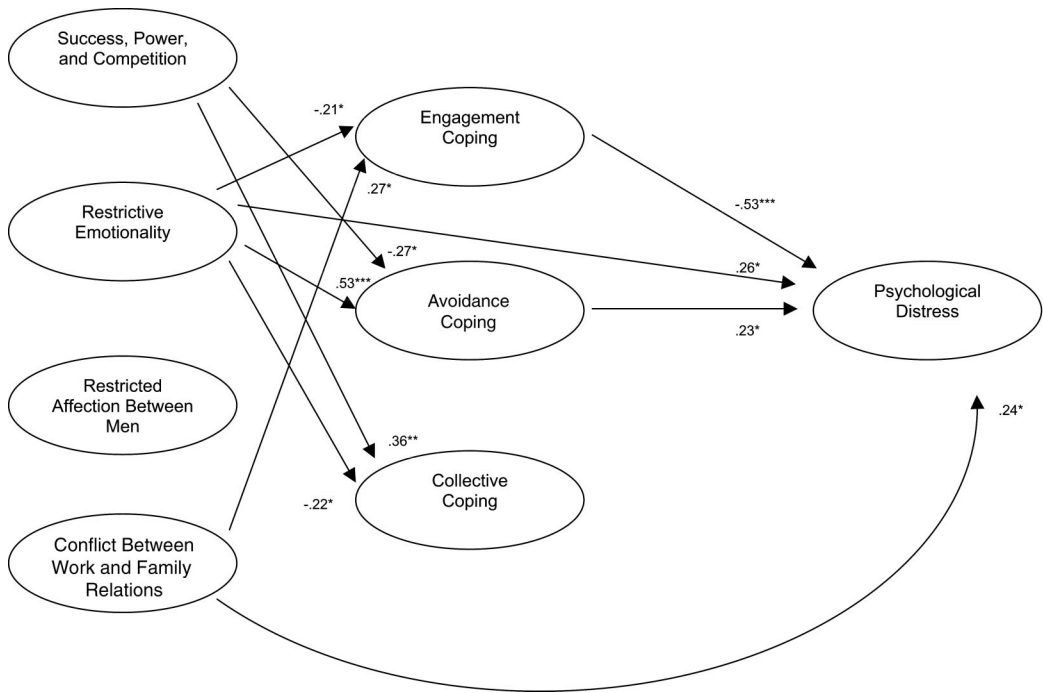 Success, Power,
and Competition
-.21*
Engagement
Coping
.27*
Restrictive
Emotionality
-.53***
-.27*
.26*
.53***
Avoidance
Coping
Psychological
Distress
.23*
Restricted
Affection Between
Men
.24*
.36**
Collective
Coping
-.22*
Conflict Between
Work and Family
Relations